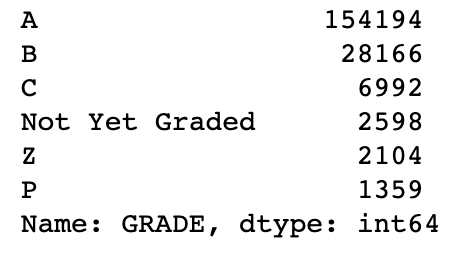 A 154194
B 28166
C 6992
Not Yet Graded 2598
Z 2104
P 1359
Name: GRADE, dtype: int64